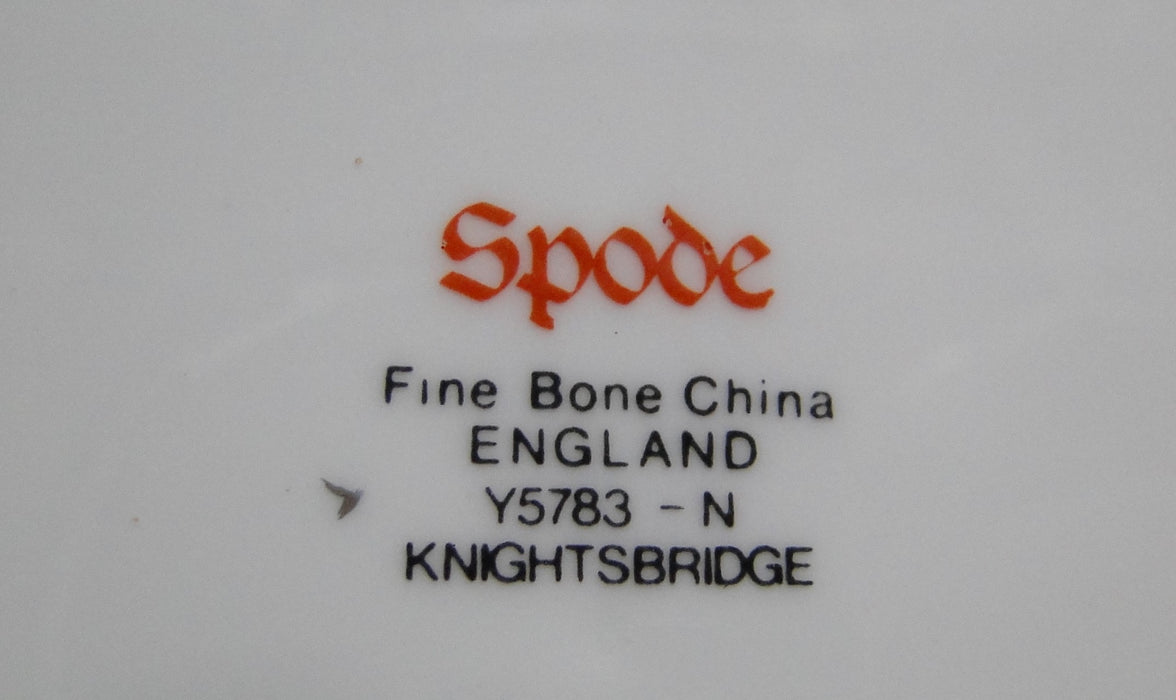 Spode
Fine Bone China
ENGLAND
Y5783 - N
KNIGHTSBRIDGE